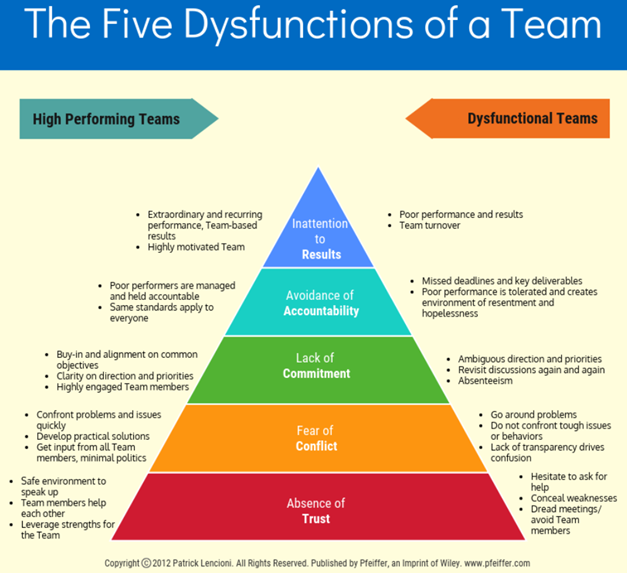 The Five Dysfunctions of a Team
High Performing Teams
Dysfunctional Teams
• Extraordinary and recurring
performance, Team-based
results
• Highly motivated Team
Inattention
to
Results
• Poor performance and results
• Team turnover
• Poor performers are managed
and held accountable
• Same standards apply to
everyone
Avoidance of
Accountability
• Missed deadlines and key deliverables
• Poor performance is tolerated and creates
environment of resentment and
hopelessness
• Buy-in and alignment on common
objectives
• Clarity on direction and priorities
• Highly engaged Team members
Lack of
Commitment
• Ambiguous direction and priorities
• Revisit discussions again and again
• Absenteeism
• Confront problems and issues
quickly
• Develop practical solutions
• Get input from all Team
members, minimal politics
Fear of
Conflict
• Go around problems
• Do not confront tough issues
or behaviors
• Lack of transparency drives
confusion
• Safe environment to
speak up
• Team members help
each other
• Leverage strengths for
the Team
Absence of
Trust
• Hesitate to ask for
help
• Conceal weaknesses
• Dread meetings/
avoid Team
members
Copyright ©2012 Patrick Lencioni. All Rights Reserved. Published by Pfeiffer, an Imprint of Wiley. www.pfeiffer.com